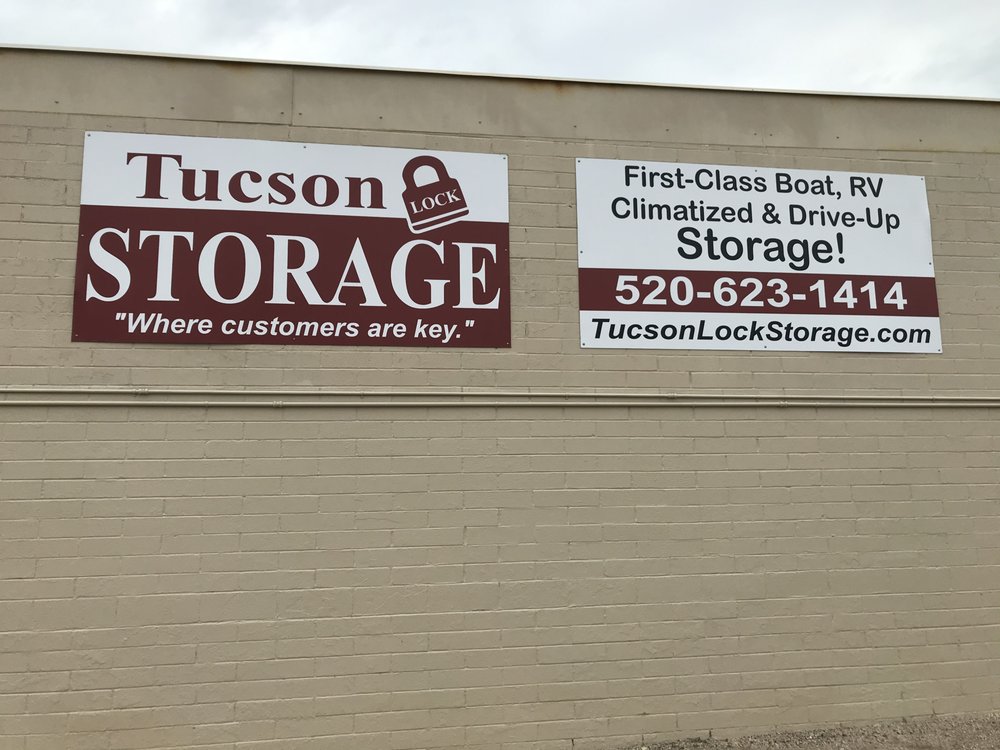 Tucson
LOCK
STORAGE
"Where customers are key."
First-Class Boat, RV
Climatized & Drive-Up
Storage!
520-623-1414
TucsonLockStorage.com